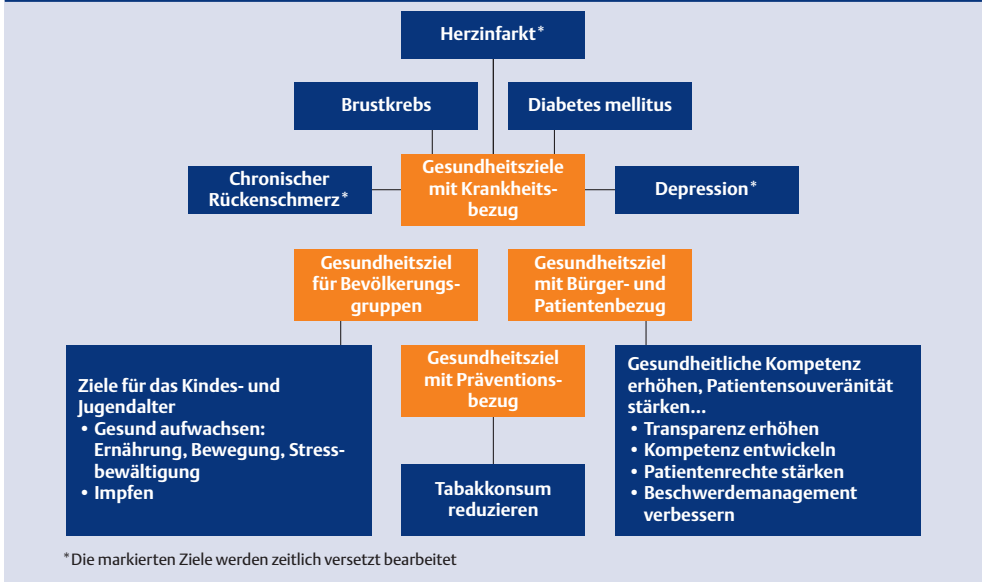 Herzinfarkt*
Brustkrebs
Diabetes mellitus
Chronischer
Rückenschmerz*
Gesundheitsziele
mit Krankheits-
bezug
Depression*
Gesundheitsziel
für Bevölkerungs-
gruppen
Gesundheitsziel
mit Bürger- und
Patientenbezug
Ziele für das Kindes- und
Jugendalter
• Gesund aufwachsen:
Ernährung, Bewegung, Stress-
bewältigung
• Impfen
Gesundheitsziel
mit Präventions-
bezug
Tabakkonsum
reduzieren
Gesundheitliche Kompetenz
erhöhen, Patientensouveränität
stärken...
• Transparenz erhöhen
• Kompetenz entwickeln
• Patientenrechte stärken
• Beschwerdemanagement
verbessern
*Die markierten Ziele werden zeitlich versetzt bearbeitet